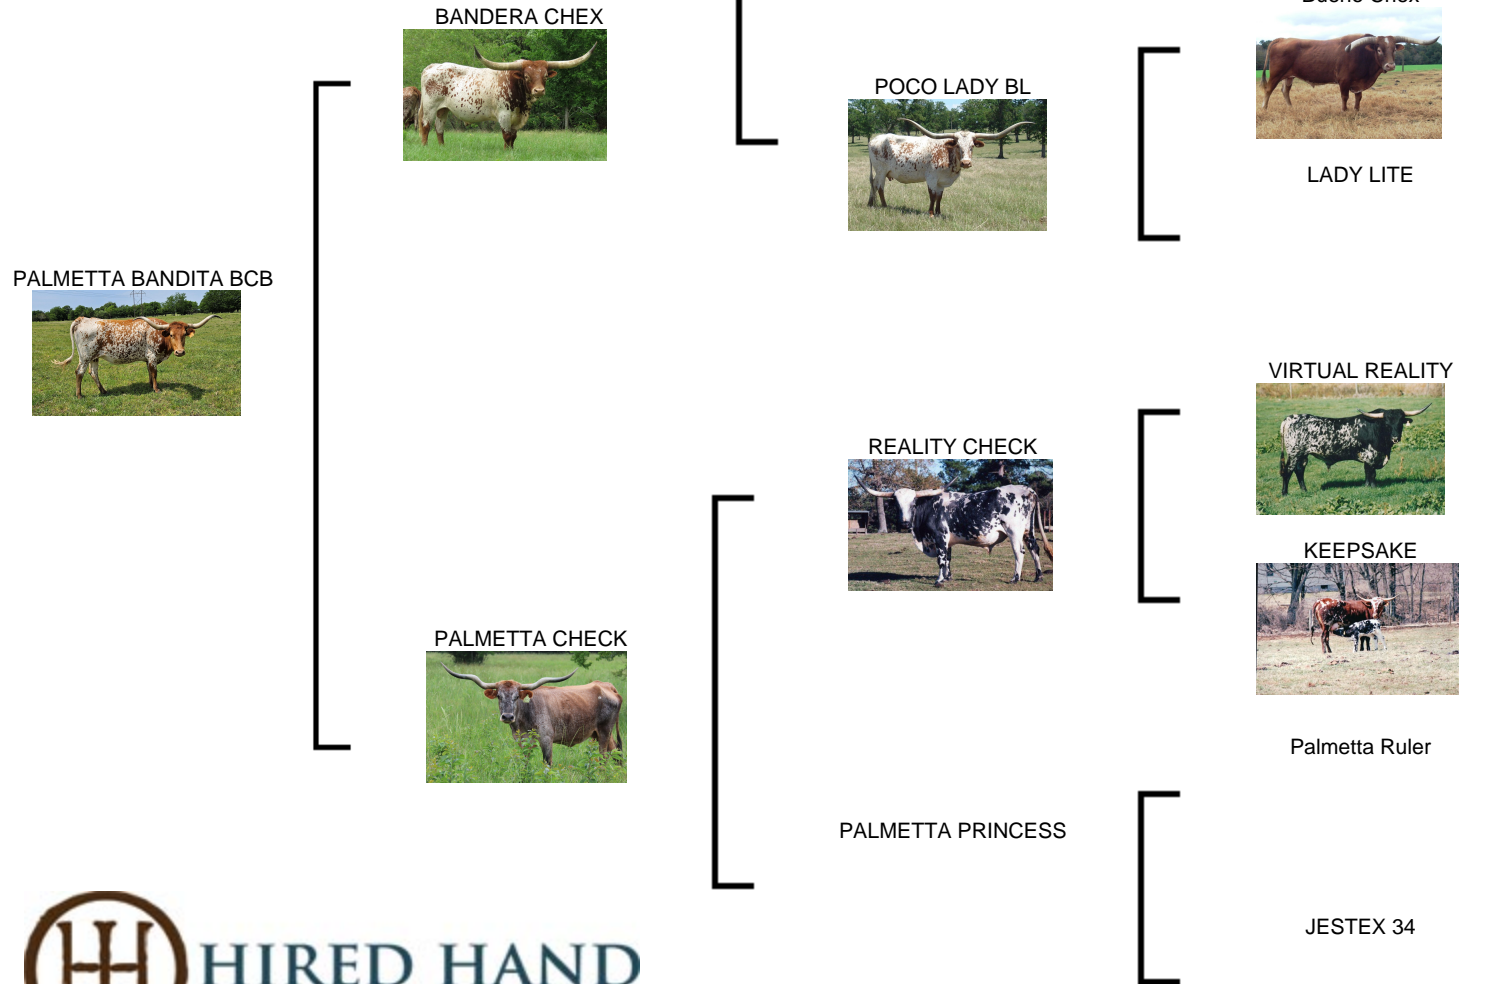 BANDERA CHEX
POCO LADY BL
LADY LITE
PALMETTA BANDITA BCB
VIRTUAL REALITY
REALITY CHECK
KEEPSAKE
PALMETTA CHECK
Palmetta Ruler
PALMETTA PRINCESS
JESTEX 34
HIRED HAND